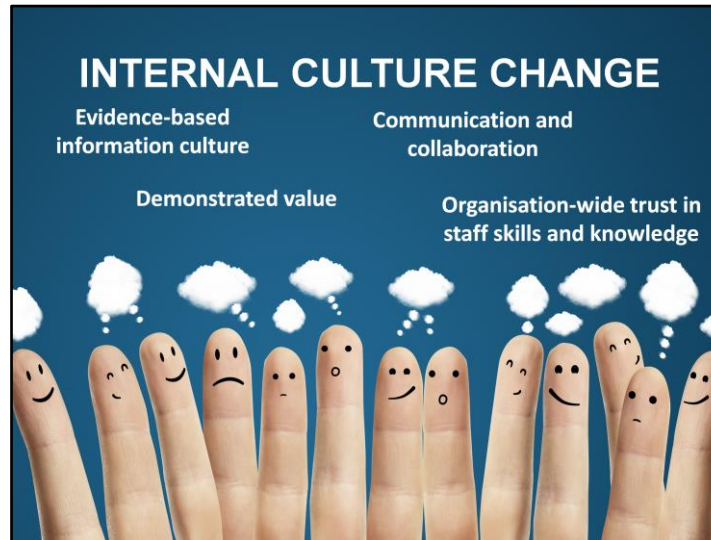 INTERNAL CULTURE CHANGE
Evidence-based
information culture
Communication and
collaboration
Demonstrated value
Organisation-wide trust in
staff skills and knowledge